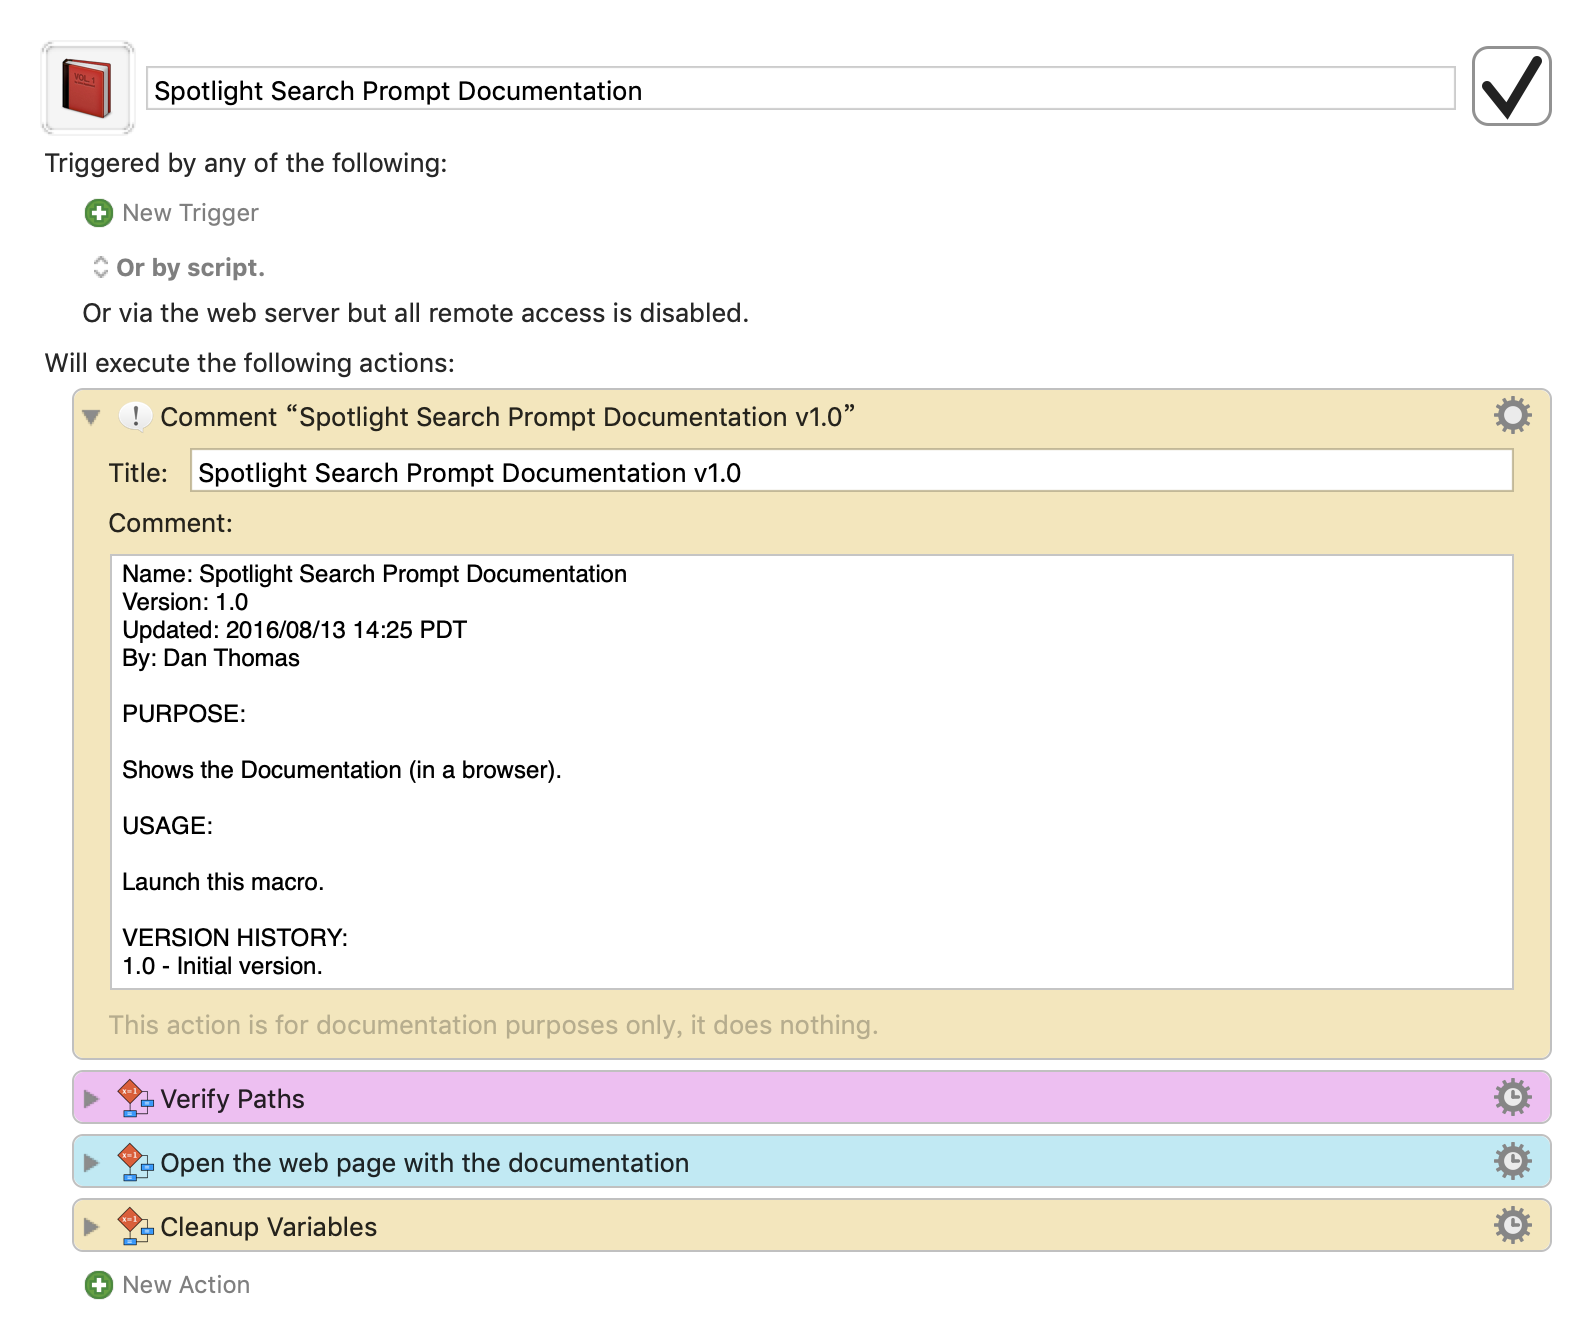 VOL. 1
Spotlight Search Prompt Documentation
Triggered by any of the following:
New Trigger
Or by script.
Or via the web server but all remote access is disabled.
Will execute the following actions:
! Comment “Spotlight Search Prompt Documentation v1.0”
Title: Spotlight Search Prompt Documentation v1.0
Comment:
Name: Spotlight Search Prompt Documentation
Version: 1.0
Updated: 2016/08/13 14:25 PDT
By: Dan Thomas
PURPOSE:
Shows the Documentation (in a browser).
USAGE:
Launch this macro.
VERSION HISTORY:
1.0 - Initial version.
This action is for documentation purposes only, it does nothing.
x=1 Verify Paths
x=1 Open the web page with the documentation
x=1 Cleanup Variables
New Action